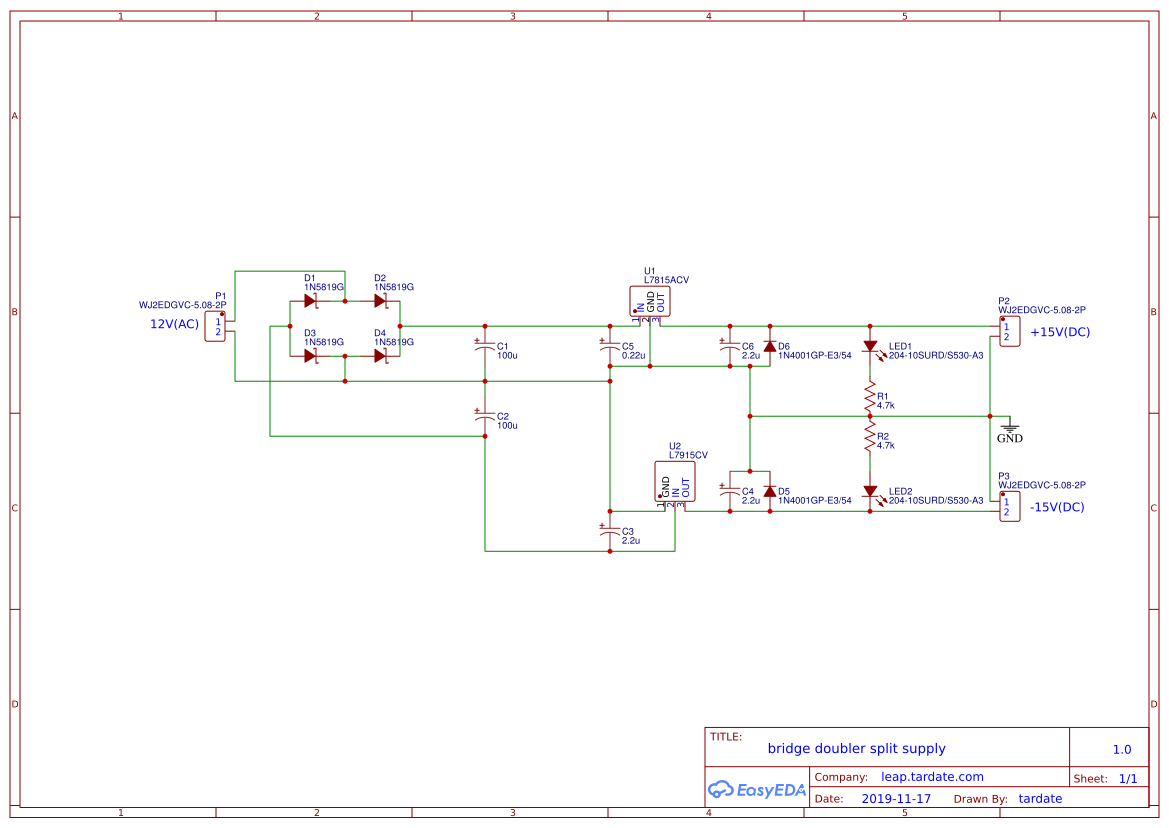 1 2 3 4 5
A A
B B
C C
D D
P1
WJ2EDGVC-5.08-2P
12V(AC)
1
2
D1
1N5819G
D2
1N5819G
D3
1N5819G
D4
1N5819G
C1
100u
C2
100u
U1
L7815ACV
IN
GND
OUT
1
2
3
C5
0.22u
C6
2.2u
D6
1N4001GP-E3/54
LED1
204-10SURD/S530-A3
P2
WJ2EDGVC-5.08-2P
1
2
+15V(DC)
R1
4.7k
R2
4.7k
GND
U2
L7915CV
GND
IN
OUT
1
2
3
C3
2.2u
C4
2.2u
D5
1N4001GP-E3/54
LED2
204-10SURD/S530-A3
P3
WJ2EDGVC-5.08-2P
1
2
-15V(DC)
TITLE:
bridge doubler split supply
1.0
EasyEDA
Company: leap.tardate.com
Sheet: 1/1
Date: 2019-11-17 Drawn By: tardate
1 2 3 4 5